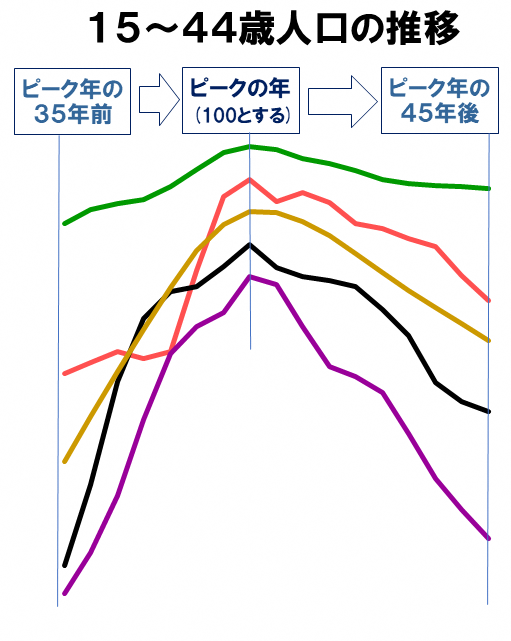 15～44歳人口の推移
ピーク年の
35年前
ピークの年
(100とする)
ピーク年の
45年後